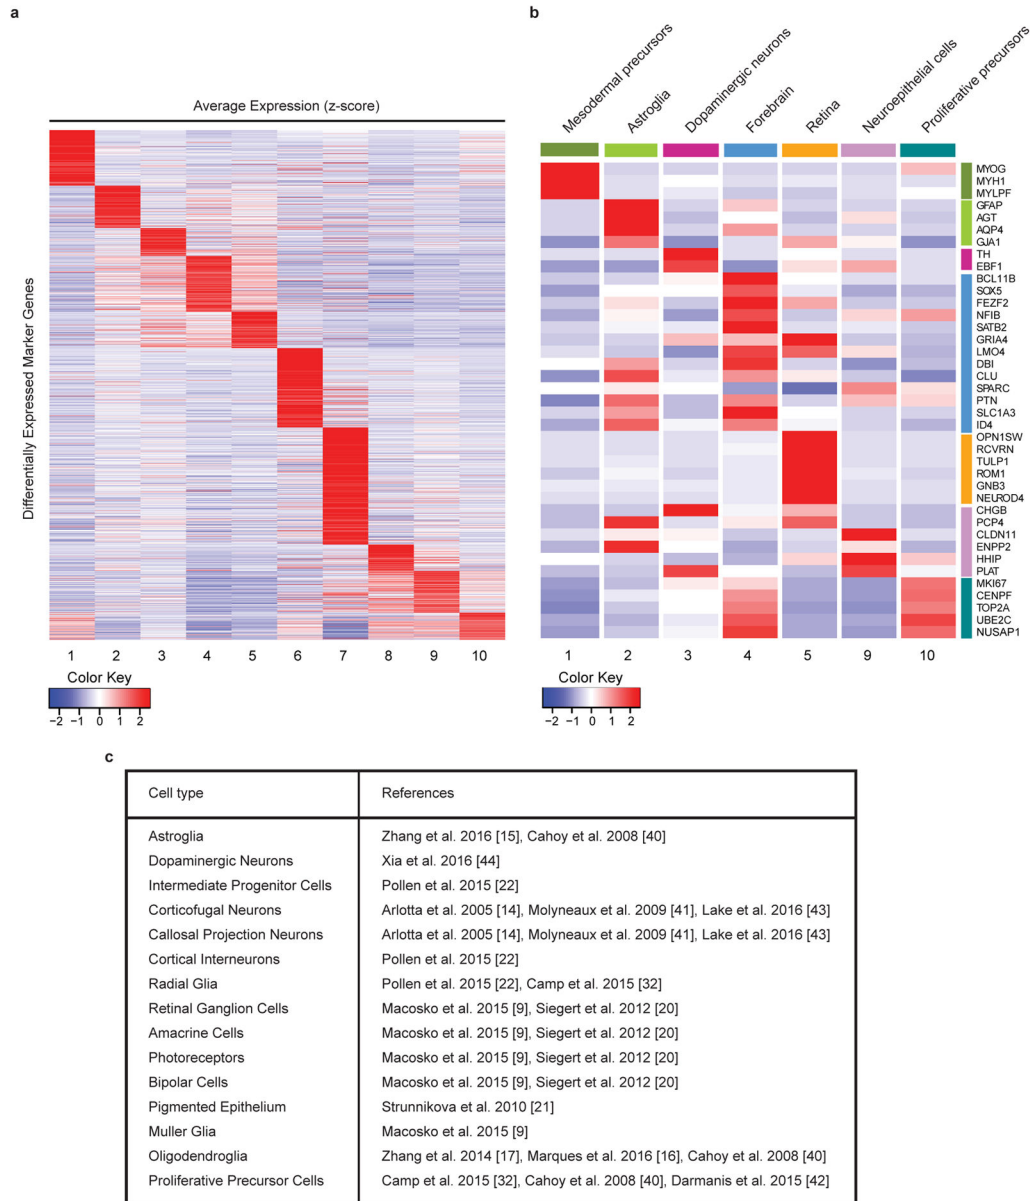 a
Average Expression (z-score)
Differentially Expressed Marker Genes
1 2 3 4 5 6 7 8 9 10
Color Key
−2 −1 0 1 2
b
Mesodermal precursors
Astroglia
Dopaminergic neurons
Forebrain
Retina
Neuroepithelial cells
Proliferative precursors
MYOG
MYH1
MYLPF
GFAP
AGT
AQP4
GJA1
TH
EBF1
BCL11B
SOX5
FEZF2
NFIB
SATB2
GRIA4
LMO4
DBI
CLU
SPARC
PTN
SLC1A3
ID4
OPN1SW
RCVRN
TULP1
ROM1
GNB3
NEUROD4
CHGB
PCP4
CLDN11
ENPP2
HHIP
PLAT
MKI67
CENPF
TOP2A
UBE2C
NUSAP1
1 2 3 4 5 9 10
Color Key
−2 −1 0 1 2
c
Cell type References
Astroglia Zhang et al. 2016 [15], Cahoy et al. 2008 [40]
Dopaminergic Neurons Xia et al. 2016 [44]
Intermediate Progenitor Cells Pollen et al. 2015 [22]
Corticofugal Neurons Arlotta et al. 2005 [14], Molyneaux et al. 2009 [41], Lake et al. 2016 [43]
Callosal Projection Neurons Arlotta et al. 2005 [14], Molyneaux et al. 2009 [41], Lake et al. 2016 [43]
Cortical Interneurons Pollen et al. 2015 [22]
Radial Glia Pollen et al. 2015 [22], Camp et al. 2015 [32]
Retinal Ganglion Cells Macosko et al. 2015 [9], Siegert et al. 2012 [20]
Amacrine Cells Macosko et al. 2015 [9], Siegert et al. 2012 [20]
Photoreceptors Macosko et al. 2015 [9], Siegert et al. 2012 [20]
Bipolar Cells Macosko et al. 2015 [9], Siegert et al. 2012 [20]
Pigmented Epithelium Strunnikova et al. 2010 [21]
Muller Glia Macosko et al. 2015 [9]
Oligodendroglia Zhang et al. 2014 [17], Marques et al. 2016 [16], Cahoy et al. 2008 [40]
Proliferative Precursor Cells Camp et al. 2015 [32], Cahoy et al. 2008 [40], Darmanis et al. 2015 [42]